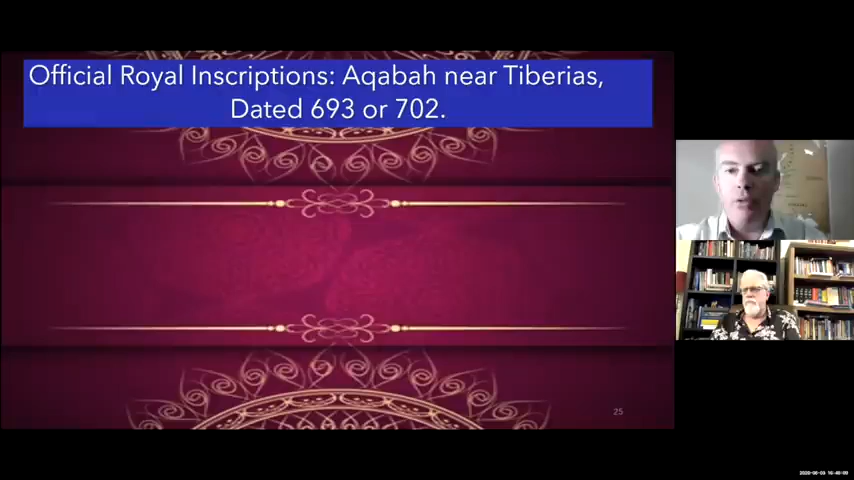 Official Royal Inscriptions: Aqabah near Tiberias,
Dated 693 or 702.
25